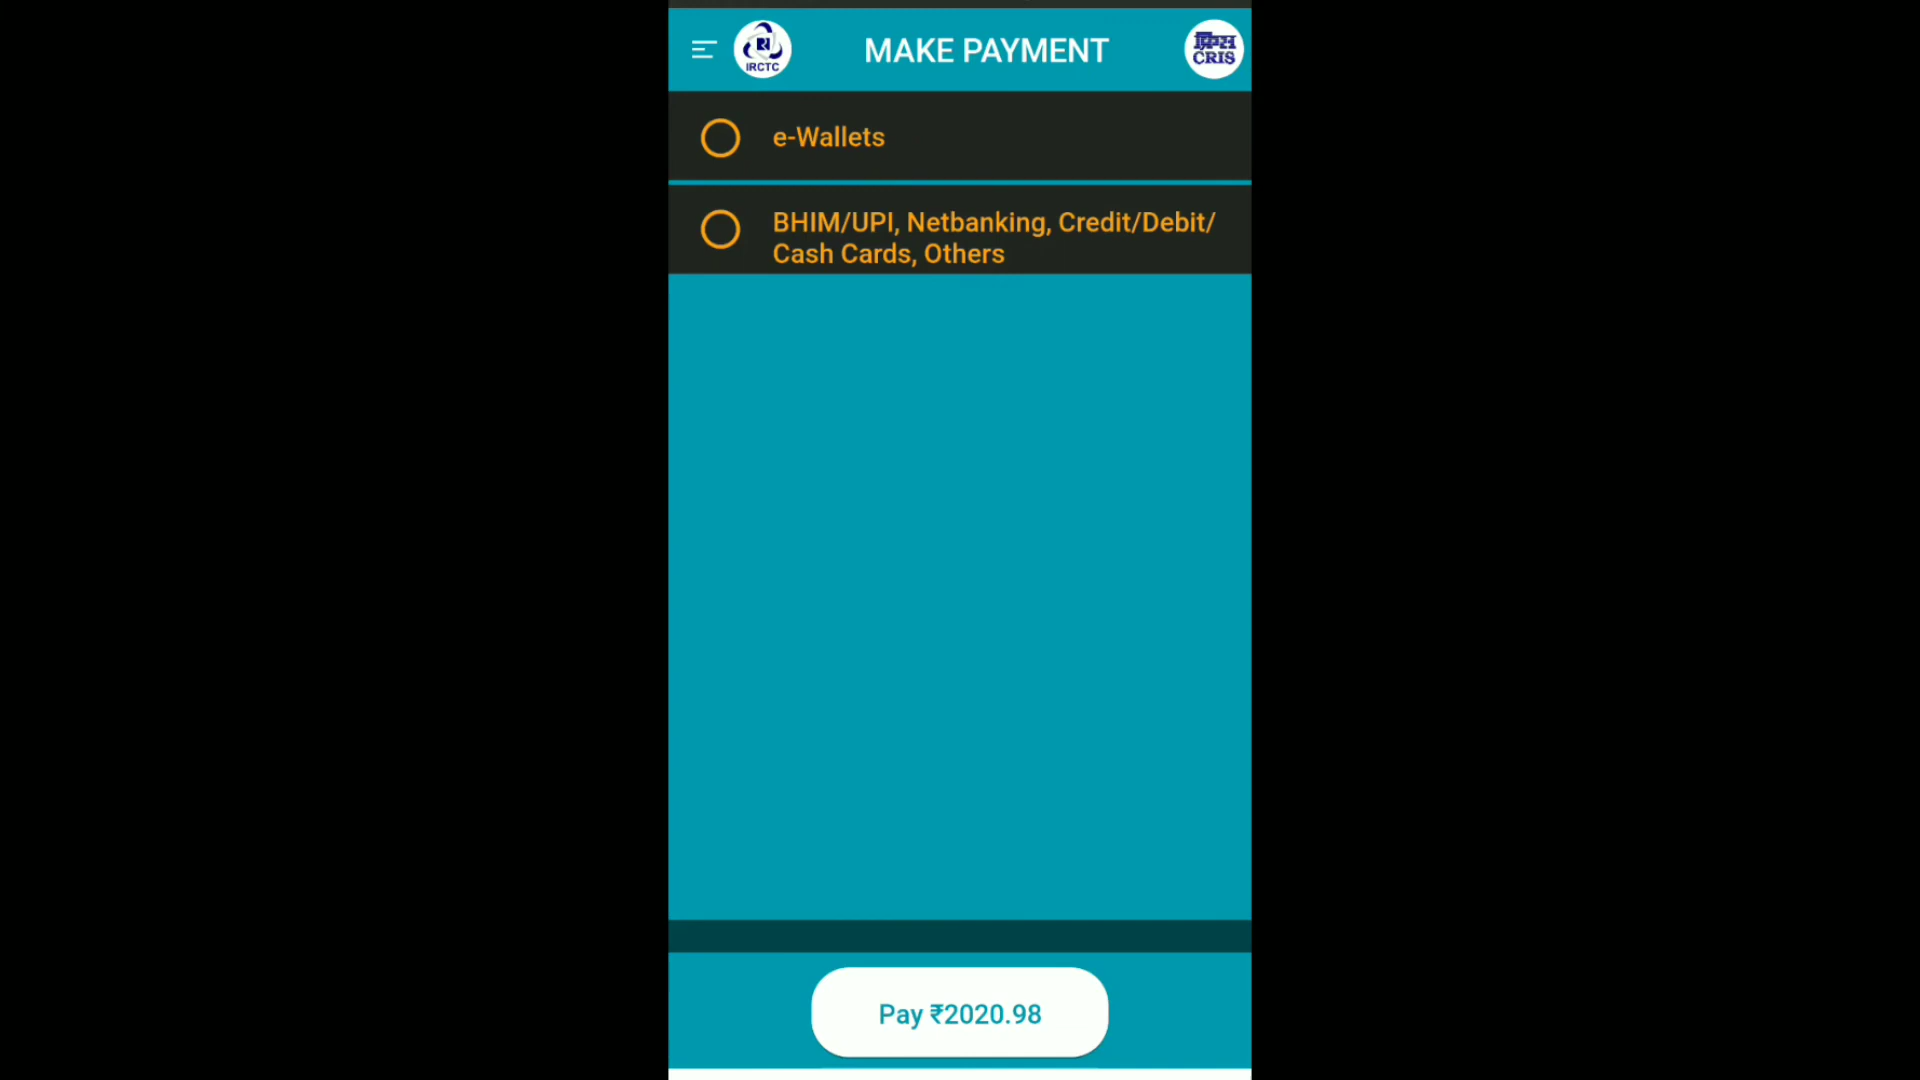 IRCTC
MAKE PAYMENT
CRIS
e-Wallets
BHIM/UPI, Netbanking, Credit/Debit/
Cash Cards, Others
Pay ₹2020.98